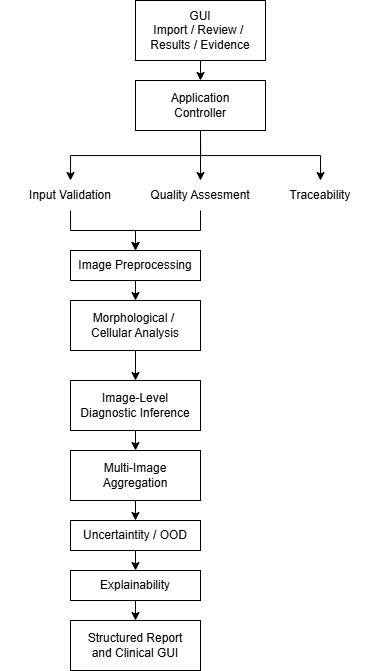 GUI
Import / Review /
Results / Evidence
Application
Controller
Input Validation
Quality Assesment
Traceability
Image Preprocessing
Morphological /
Cellular Analysis
Image-Level
Diagnostic Inference
Multi-Image
Aggregation
Uncertaintity / OOD
Explainability
Structured Report
and Clinical GUI